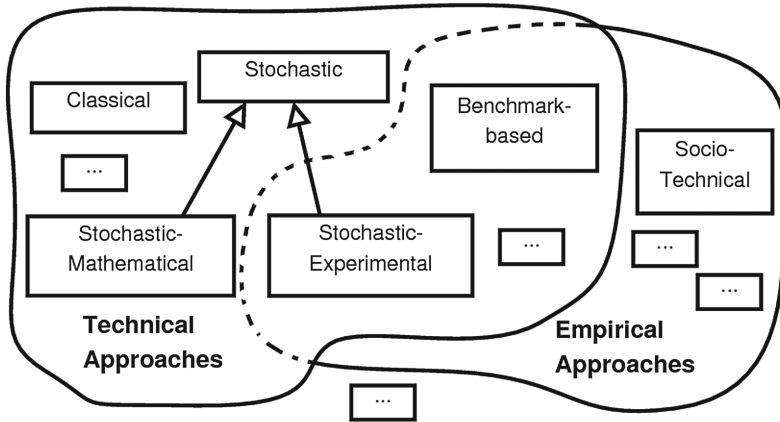 Stochastic
Classical
Benchmark-
based
Socio-
Technical
...
Stochastic-
Mathematical
Stochastic-
Experimental
...
...
...
Technical
Approaches
Empirical
Approaches
...